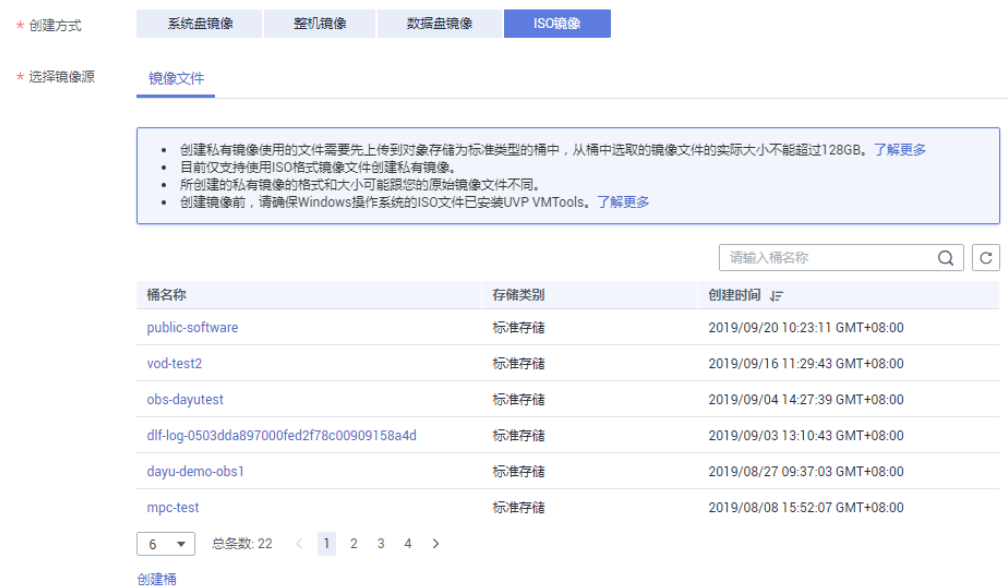 * 创建方式 系统盘镜像 整机镜像 数据盘镜像 ISO镜像
* 选择镜像源 镜像文件
• 创建私有镜像使用的文件需要先上传到对象存储为标准类型的桶中，从桶中选取的镜像文件的实际大小不能超过128GB。了解更多
• 目前仅支持使用ISO格式镜像文件创建私有镜像。
• 所创建的私有镜像的格式和大小可能跟您的原始镜像文件不同。
• 创建镜像前，请确保Windows操作系统的ISO文件已安装UVP VMTools。了解更多
请输入桶名称
桶名称 存储类别 创建时间
public-software 标准存储 2019/09/20 10:23:11 GMT+08:00
vod-test2 标准存储 2019/09/16 11:29:43 GMT+08:00
obs-dayutest 标准存储 2019/09/04 14:27:39 GMT+08:00
dlf-log-0503dda897000fed2f78c00909158a4d 标准存储 2019/09/03 13:10:43 GMT+08:00
dayu-demo-obs1 标准存储 2019/08/27 09:37:03 GMT+08:00
mpc-test 标准存储 2019/08/08 15:52:07 GMT+08:00
6 总条数: 22 < 1 2 3 4 >
创建桶